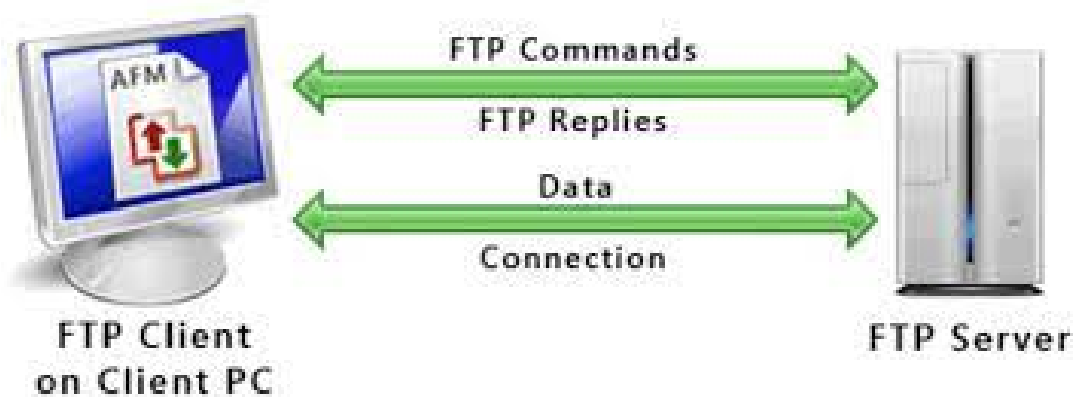 AFM
FTP Commands
FTP Replies
Data
Connection
FTP Client
on Client PC
FTP Server